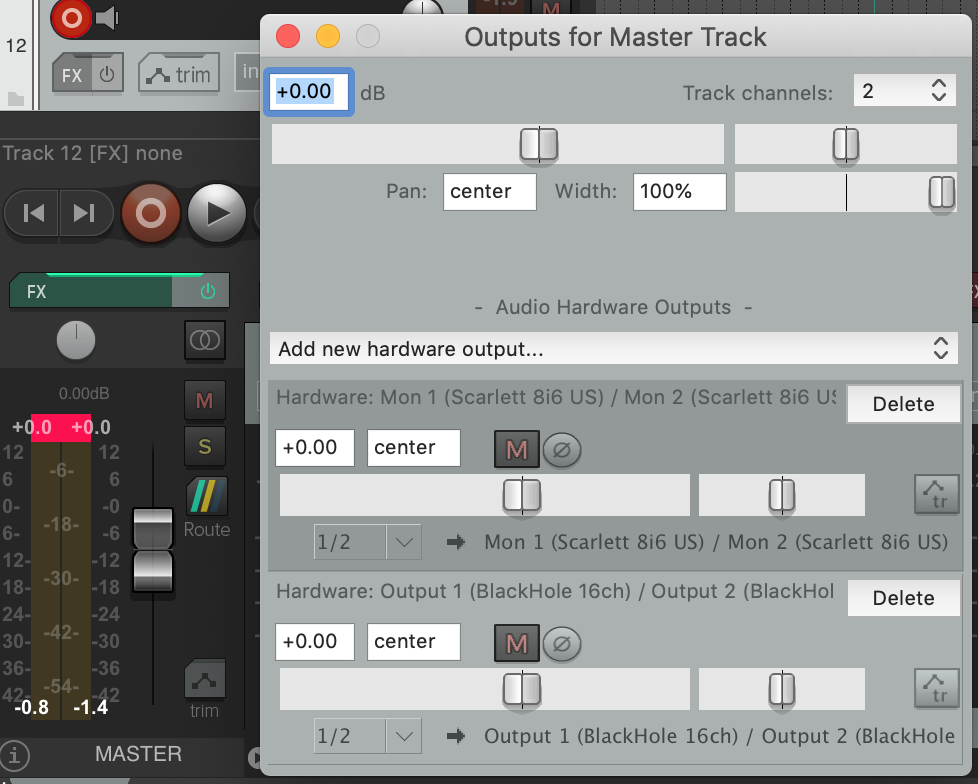 -1.5
M
12
FX
trim
in
Track 12 [FX] none
FX
0.00dB
+0.0 +0.0
12 12
6 -6- 6
0- -0
6- -18- 6-
12- -12
18- -30- -18
24- -24
30- -42- -30
36- -36
42- -54- -42
-0.8 -1.4
M
S
Route
trim
MASTER
Outputs for Master Track
+0.00 dB
Track channels: 2
Pan: center Width: 100%
- Audio Hardware Outputs -
Add new hardware output...
Hardware: Mon 1 (Scarlett 8i6 US) / Mon 2 (Scarlett 8i6 US
Delete
+0.00 center M Ø
tr
1/2 Mon 1 (Scarlett 8i6 US) / Mon 2 (Scarlett 8i6 US)
Hardware: Output 1 (BlackHole 16ch) / Output 2 (BlackHol
Delete
+0.00 center M Ø
tr
1/2 Output 1 (BlackHole 16ch) / Output 2 (BlackHole